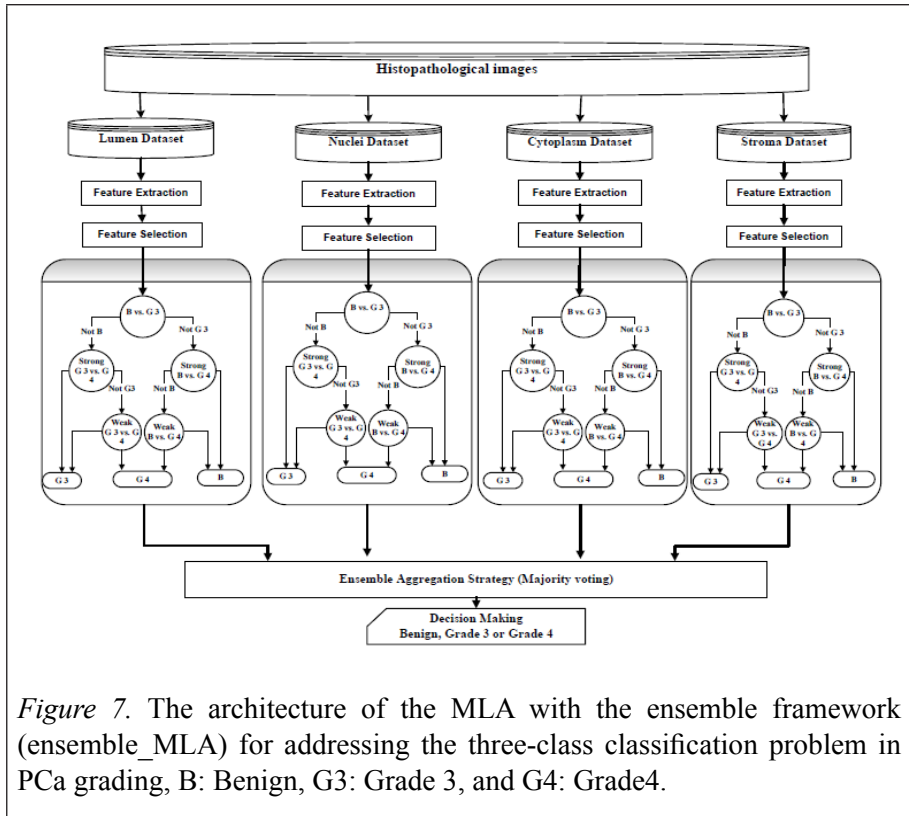 Histopathological images
Lumen Dataset
Nuclei Dataset
Cytoplasm Dataset
Stroma Dataset
Feature Extraction
Feature Extraction
Feature Extraction
Feature Extraction
Feature Selection
Feature Selection
Feature Selection
Feature Selection
B vs. G 3
Not B
Not G 3
Strong
G 3 vs. G
4
Strong
B vs. G 4
Not G3
Not B
Weak
G 3 vs. G
4
Weak
B vs. G 4
G 3
G 4
B
B vs. G 3
Not B
Not G 3
Strong
G 3 vs. G
4
Strong
B vs. G 4
Not G3
Not B
Weak
G 3 vs. G
4
Weak
B vs. G 4
G 3
G 4
B
B vs. G 3
Not B
Not G 3
Strong
G 3 vs. G
4
Strong
B vs. G 4
Not G3
Not B
Weak
G 3 vs. G
4
Weak
B vs. G 4
G 3
G 4
B
B vs. G 3
Not B
Not G 3
Strong
G 3 vs. G
4
Strong
B vs. G 4
Not G3
Not B
Weak
G 3 vs.
G 4
Weak
B vs. G
4
G 3
G 4
B
Ensemble Aggregation Strategy (Majority voting)
Decision Making
Benign, Grade 3 or Grade 4
Figure 7. The architecture of the MLA with the ensemble framework
(ensemble_MLA) for addressing the three-class classification problem in
PCa grading, B: Benign, G3: Grade 3, and G4: Grade4.